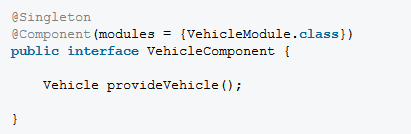 @Singleton
@Component(modules = {VehicleModule.class})
public interface VehicleComponent {
Vehicle provideVehicle();
}